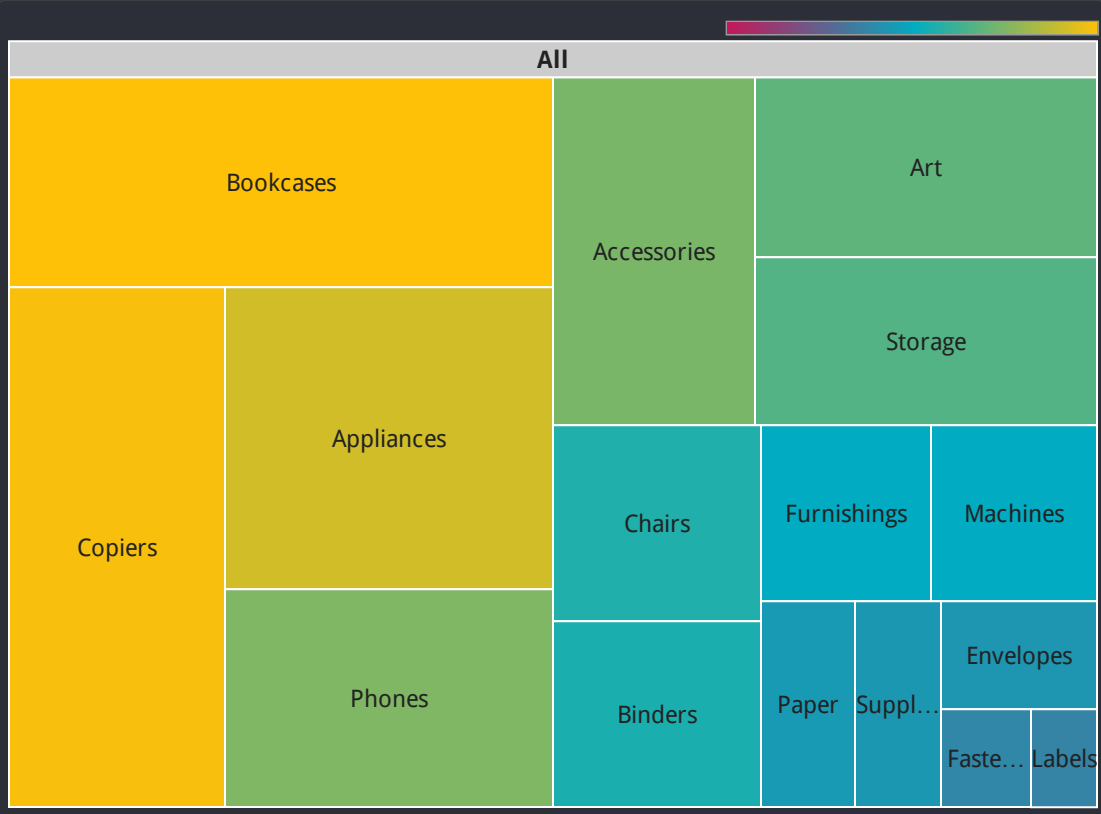 All
Bookcases
Accessories
Art
Storage
Copiers
Appliances
Phones
Chairs
Furnishings
Machines
Binders
Paper
Suppl…
Envelopes
Faste…
Labels